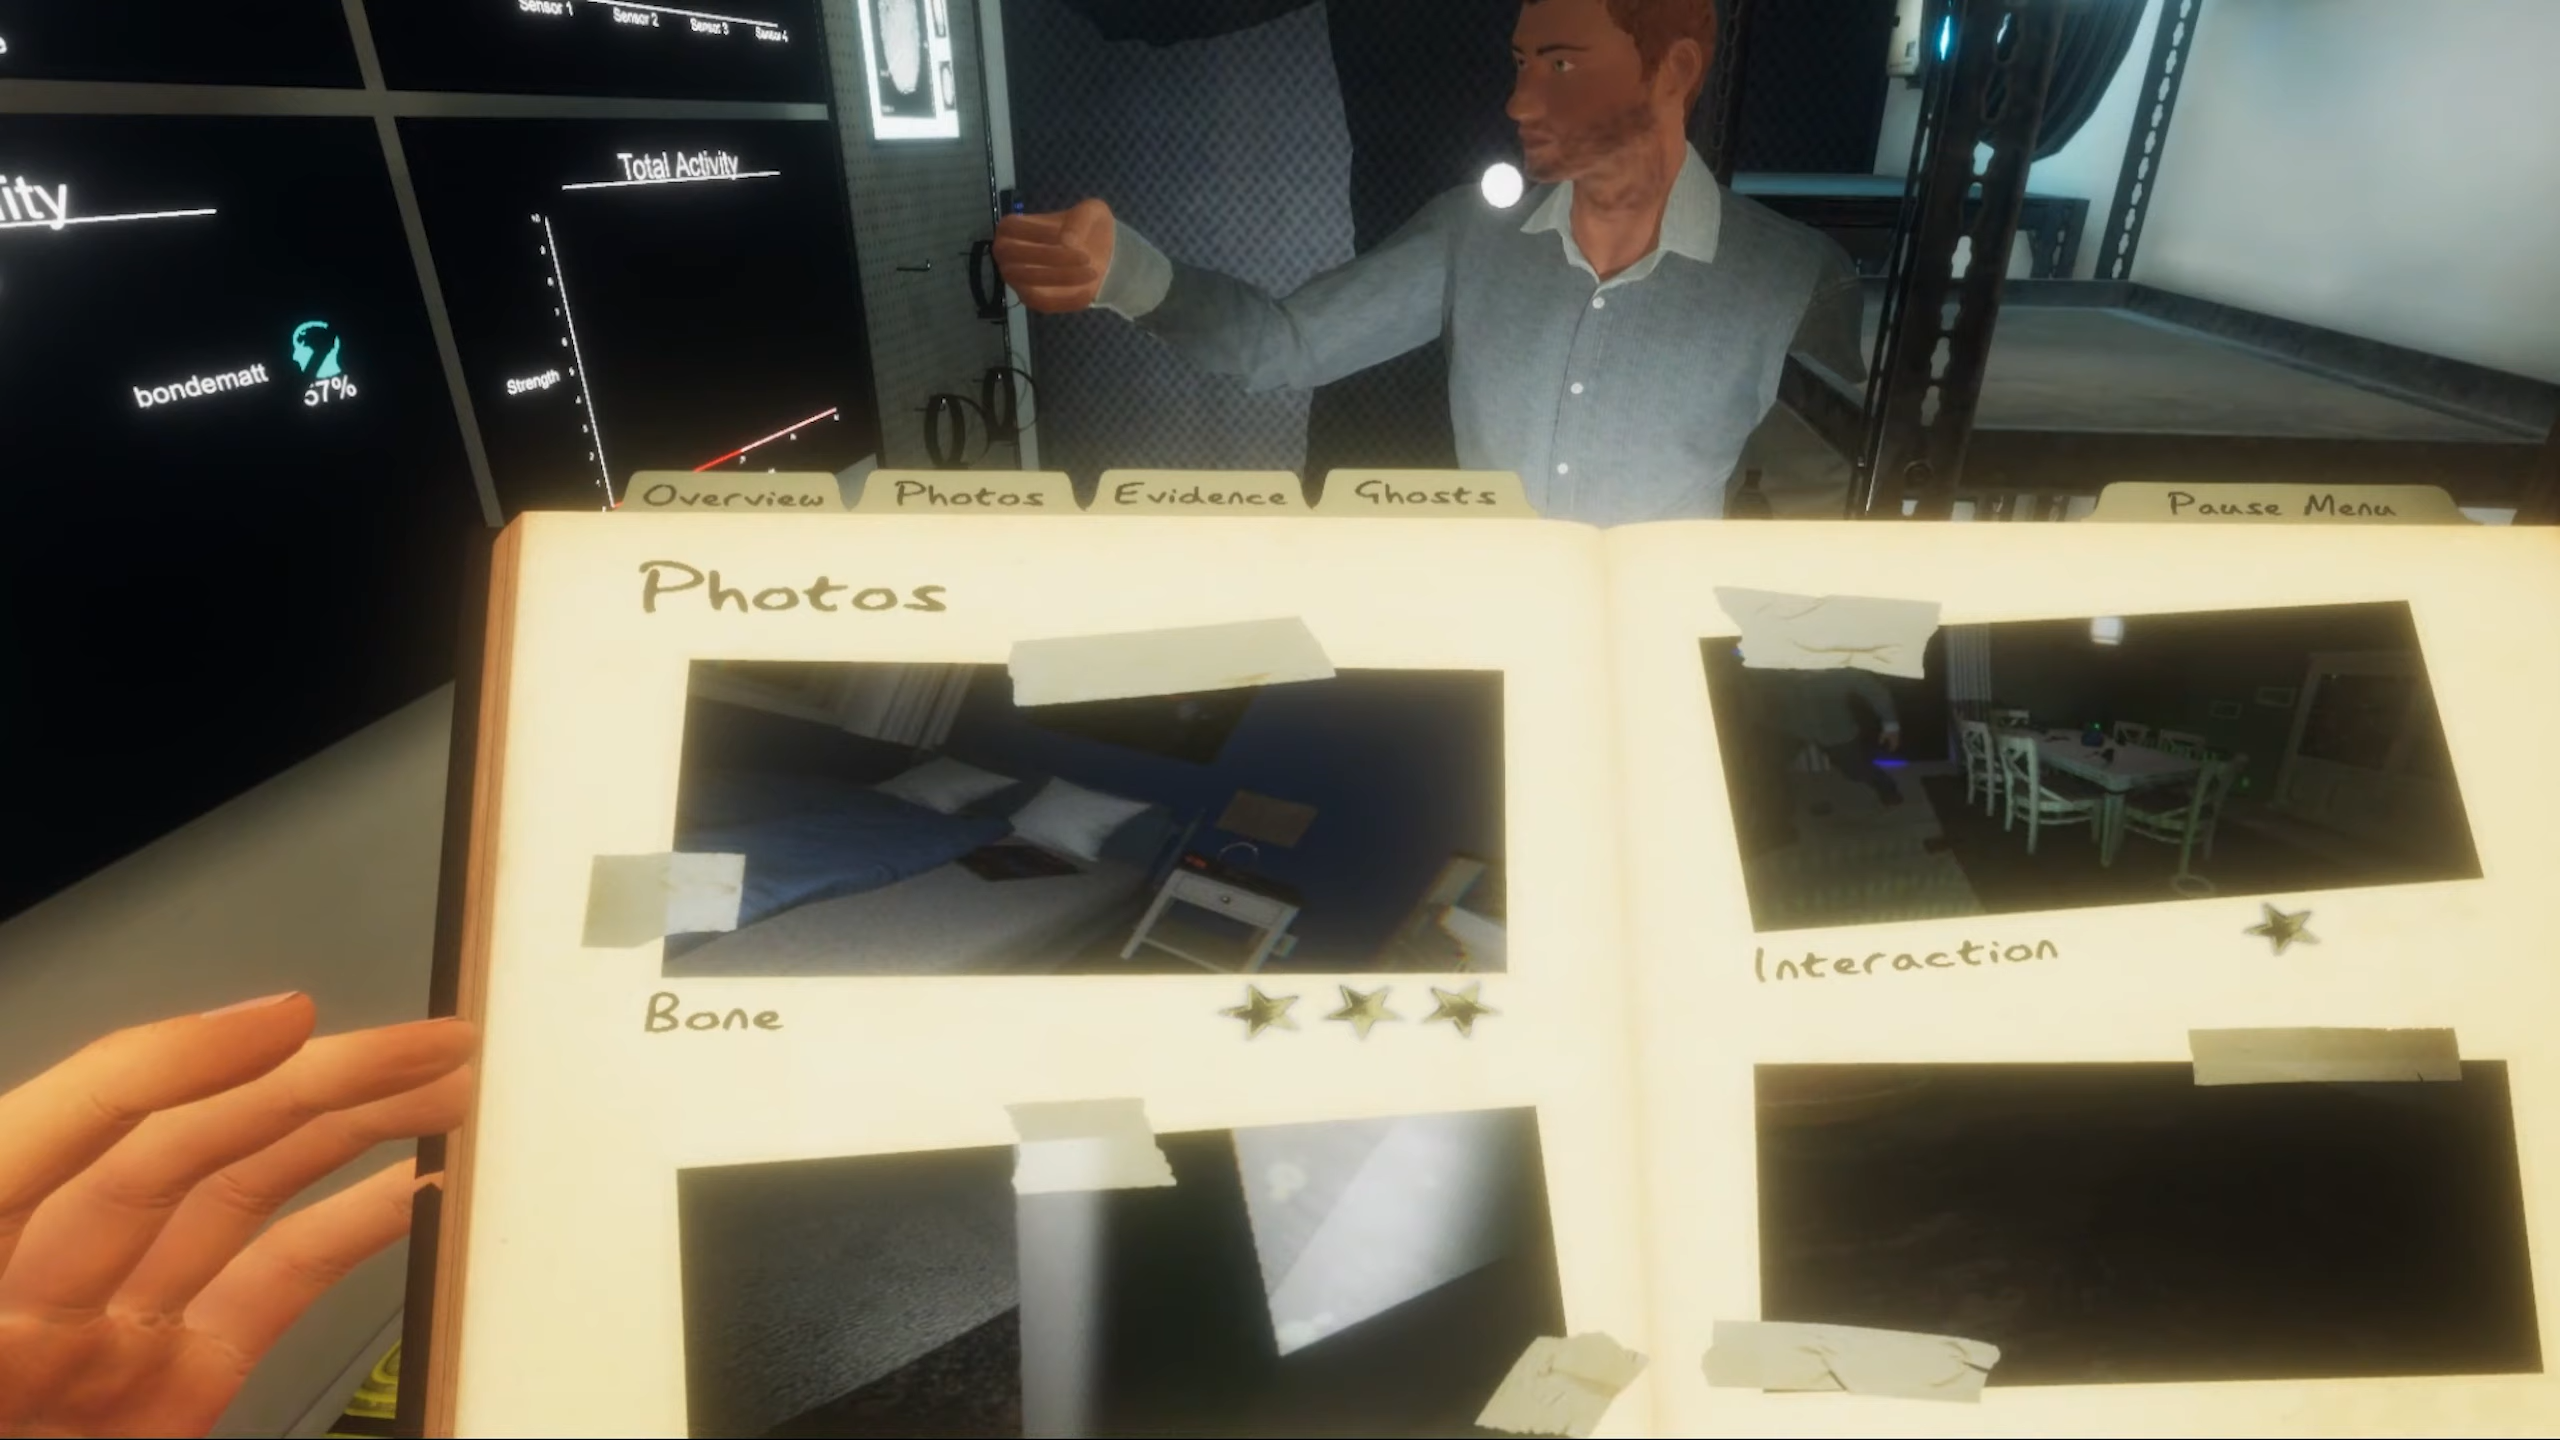 Sensor 1
Sensor 2
Sensor 3
Sensor 4
ity
Total Activity
bondematt
67%
Strength
Overview
Photos
Evidence
Ghosts
Pause Menu
Photos
Bone
Interaction